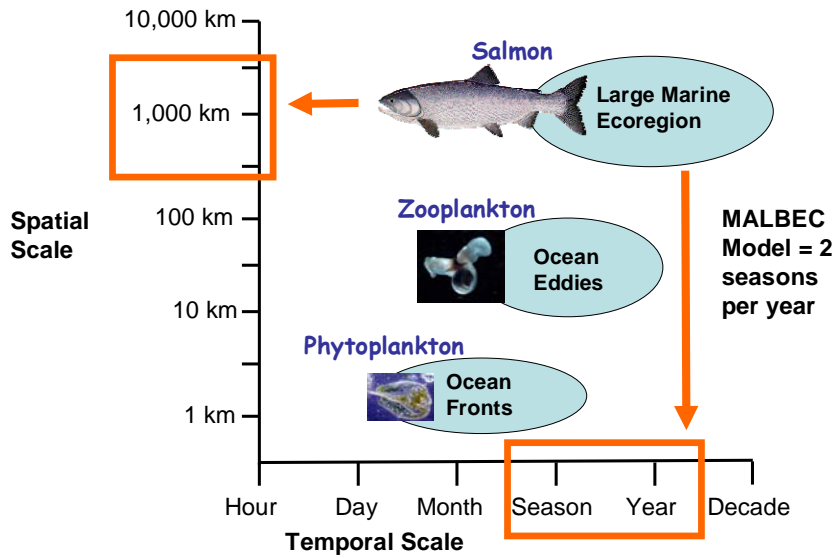 10,000 km
Salmon
1,000 km
Large Marine
Ecoregion
Spatial
Scale
100 km
Zooplankton
Ocean
Eddies
MALBEC
Model = 2
seasons
per year
10 km
Phytoplankton
Ocean
Fronts
1 km
Hour
Day
Month
Season
Year
Decade
Temporal Scale